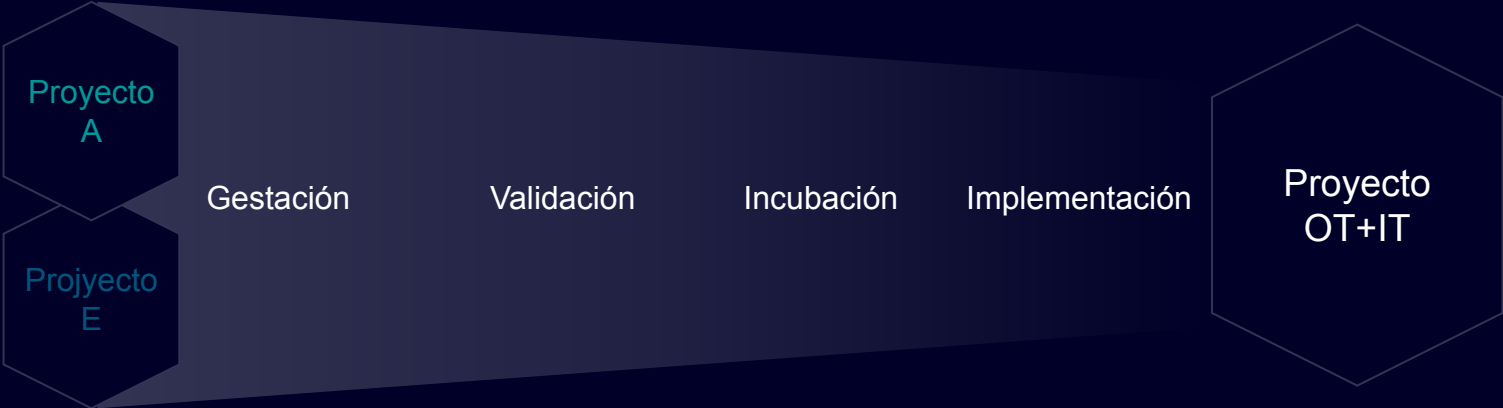 Proyecto
A
Projyecto
E
Gestación
Validación
Incubación
Implementación
Proyecto
OT+IT